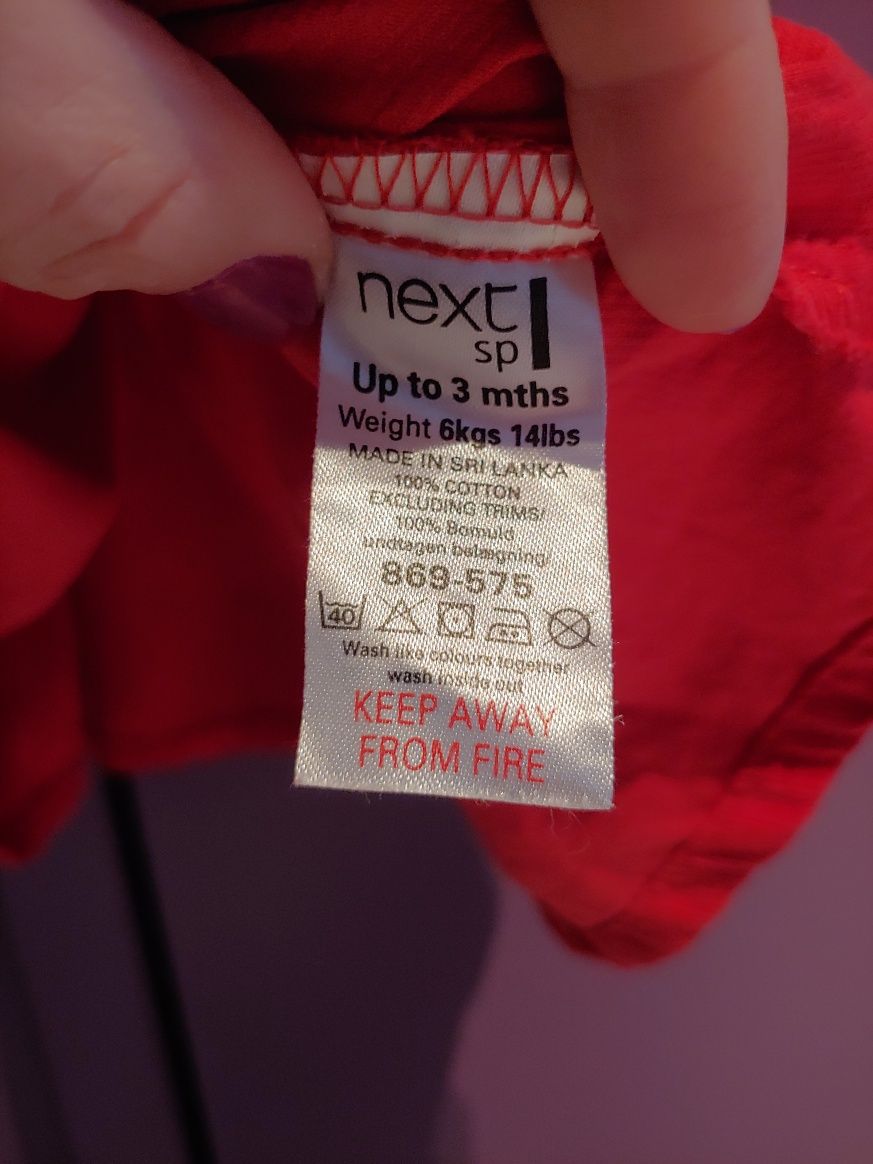 next
sp
Up to 3 mths
Weight 6kgs 14lbs
MADE IN SRI LANKA
100% COTTON
EXCLUDING TRIMS/
100% Bomuld
undtagen belægning/
869-575
40
Wash like colours together
wash inside out
KEEP AWAY
FROM FIRE